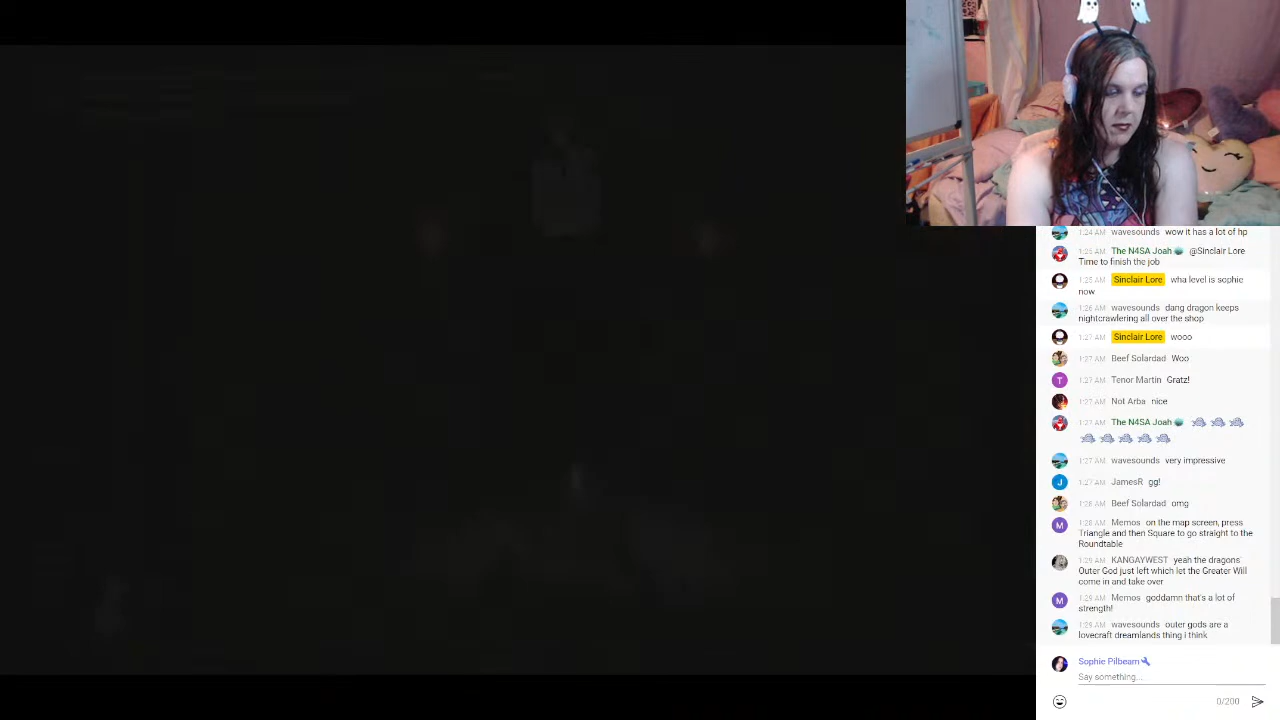 1:24 AM wavesounds wow it has a lot of hp
1:25 AM The N4SA Joah @Sinclair Lore
Time to finish the job
1:25 AM Sinclair Lore wha level is sophie
now
1:26 AM wavesounds dang dragon keeps
nightcrawlering all over the shop
1:27 AM Sinclair Lore wooo
1:27 AM Beef Solardad Woo
1:27 AM Tenor Martin Gratz!
1:27 AM Not Arba nice
1:27 AM The N4SA Joah
1:27 AM wavesounds very impressive
1:27 AM JamesR gg!
1:28 AM Beef Solardad omg
1:28 AM Memos on the map screen, press
Triangle and then Square to go straight to the
Roundtable
1:29 AM KANGAYWEST yeah the dragons
Outer God just left which let the Greater Will
come in and take over
1:29 AM Memos goddamn that's a lot of
strength!
1:29 AM wavesounds outer gods are a
lovecraft dreamlands thing i think
Sophie Pilbeam
Say something...
0/200